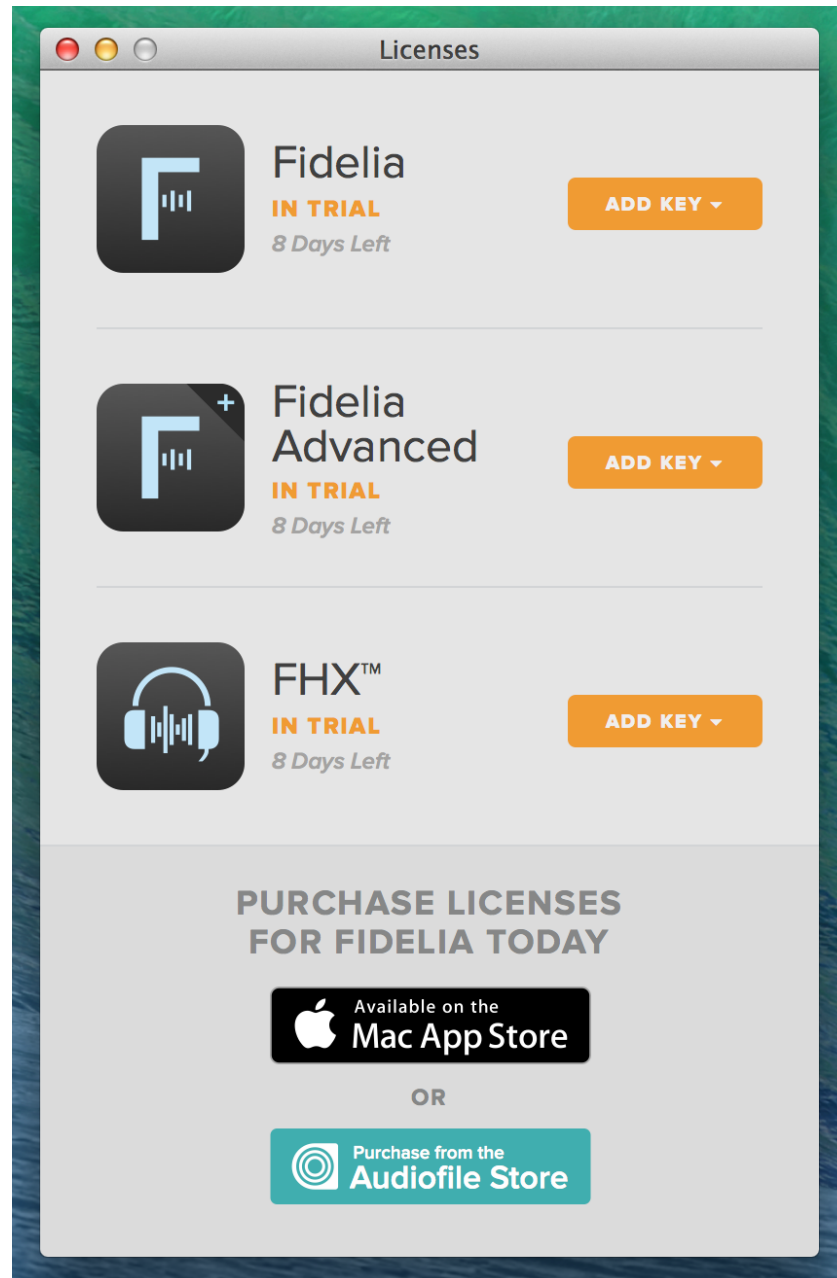 Licenses
Fidelia
IN TRIAL
8 Days Left
ADD KEY
Fidelia
Advanced
IN TRIAL
8 Days Left
ADD KEY
FHX™
IN TRIAL
8 Days Left
ADD KEY
PURCHASE LICENSES
FOR FIDELIA TODAY
Available on the
Mac App Store
OR
Purchase from the
Audiofile Store